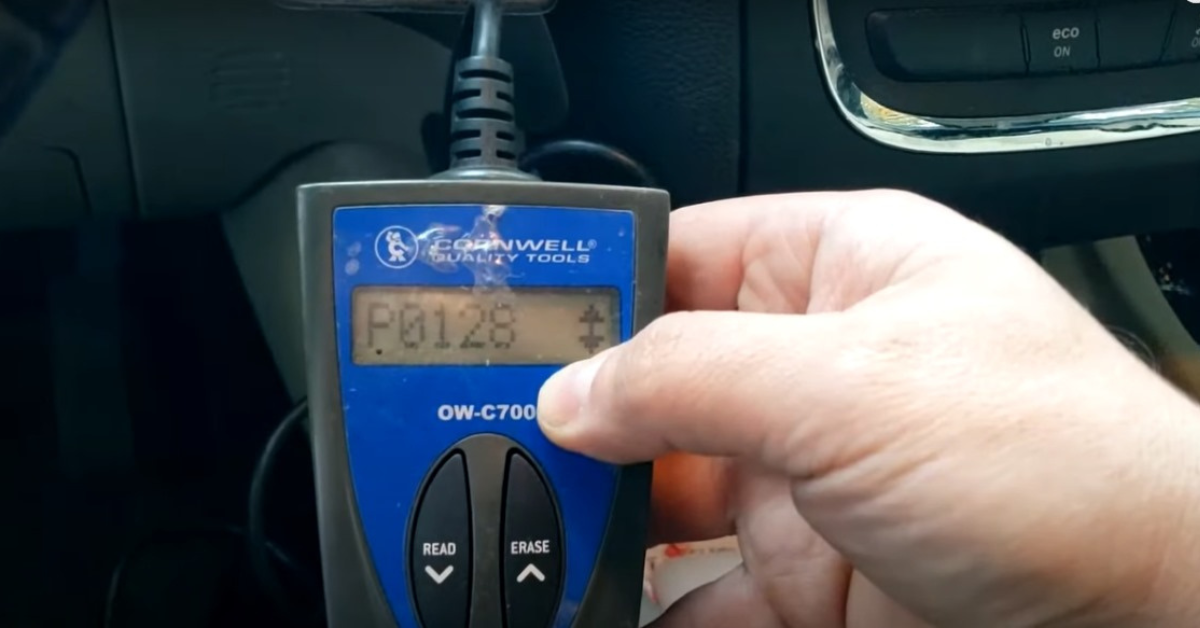 eco
ON
CORNWELL®
QUALITY TOOLS
P0128
OW-C700
READ
ERASE